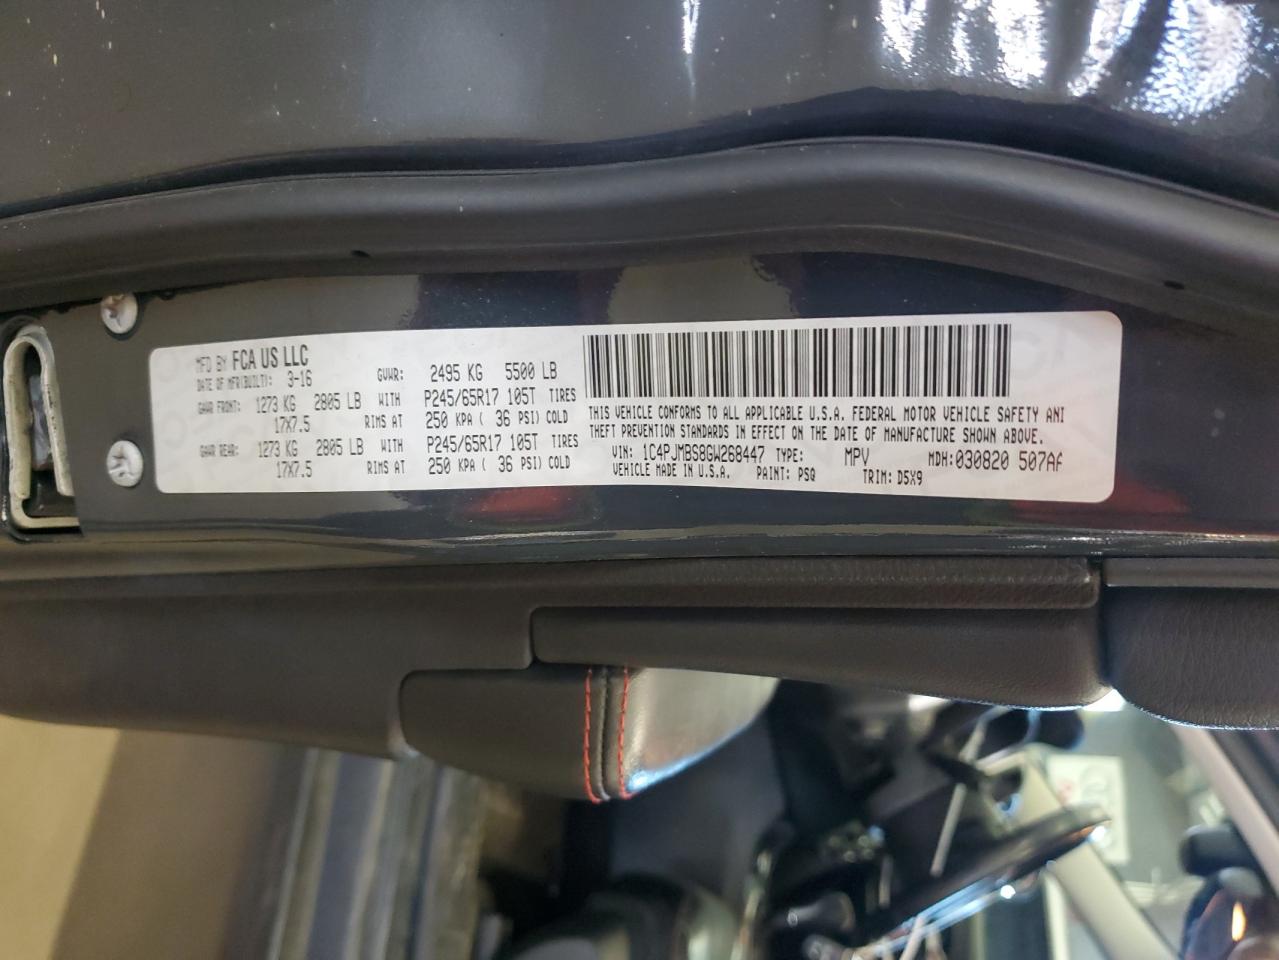 MFD BY FCA US LLC
DATE OF MFR(BUILT): 3-16 GVWR: 2495 KG 5500 LB
GAWR FRONT: 1273 KG 2805 LB WITH P245/65R17 105T TIRES
17X7.5 RIMS AT 250 KPA ( 36 PSI) COLD
GAWR REAR: 1273 KG 2805 LB WITH P245/65R17 105T TIRES
17X7.5 RIMS AT 250 KPA ( 36 PSI) COLD
THIS VEHICLE CONFORMS TO ALL APPLICABLE U.S.A. FEDERAL MOTOR VEHICLE SAFETY AND
THEFT PREVENTION STANDARDS IN EFFECT ON THE DATE OF MANUFACTURE SHOWN ABOVE.
VIN: 1C4PJMBS8GW268447 TYPE: MPV MDH:030820 507AF
VEHICLE MADE IN U.S.A. PAINT: PSQ TRIM: D5X9